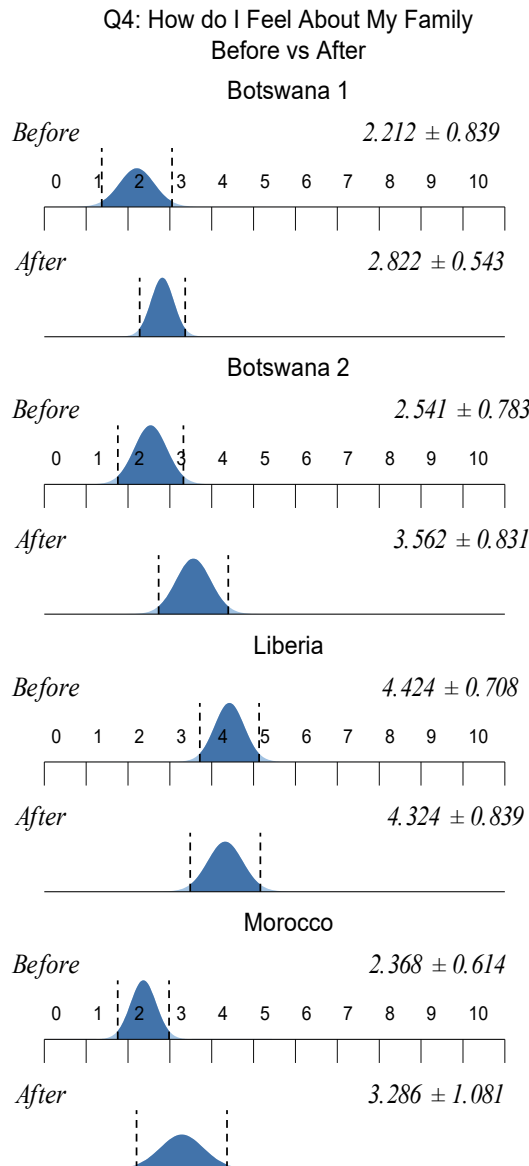 Q4: How do I Feel About My Family
Before vs After
Botswana 1
Before 2.212 ± 0.839
0 1 2 3 4 5 6 7 8 9 10
After 2.822 ± 0.543
Botswana 2
Before 2.541 ± 0.783
0 1 2 3 4 5 6 7 8 9 10
After 3.562 ± 0.831
Liberia
Before 4.424 ± 0.708
0 1 2 3 4 5 6 7 8 9 10
After 4.324 ± 0.839
Morocco
Before 2.368 ± 0.614
0 1 2 3 4 5 6 7 8 9 10
After 3.286 ± 1.081